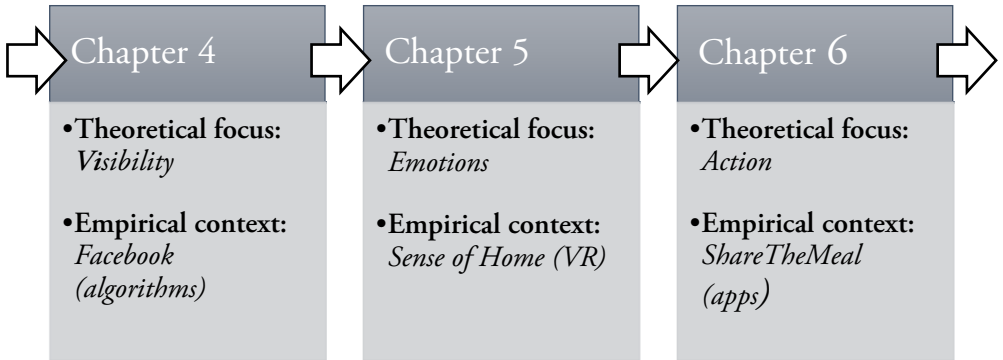 Chapter 4
•Theoretical focus:
Visibility
•Empirical context:
Facebook
(algorithms)
Chapter 5
•Theoretical focus:
Emotions
•Empirical context:
Sense of Home (VR)
Chapter 6
•Theoretical focus:
Action
•Empirical context:
ShareTheMeal
(apps)